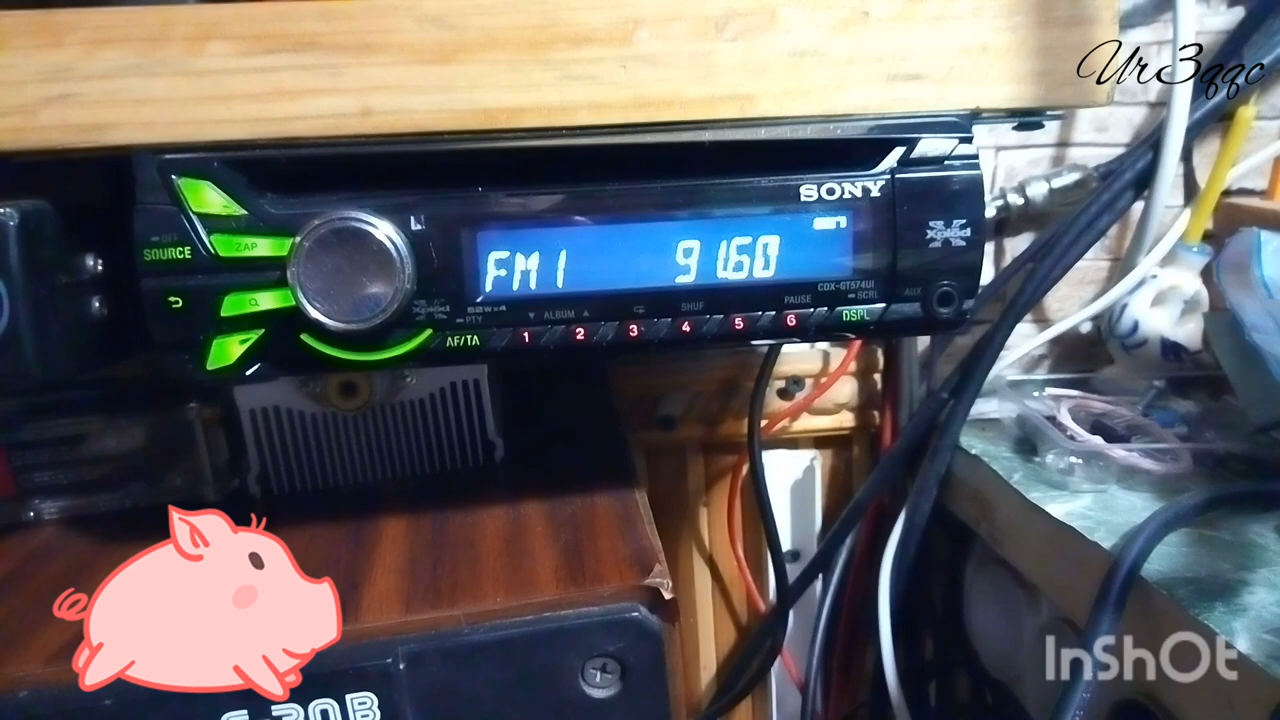 Ur3qqc
SONY
Xplod
OFF
SOURCE
ZAP
FM1 91.60
CDX-GT574UI
52W×4
PTY
AF/TA
ALBUM
SHUF
PAUSE
SCRL
DSPL
AUX
1 2 3 4 5 6
InShOt